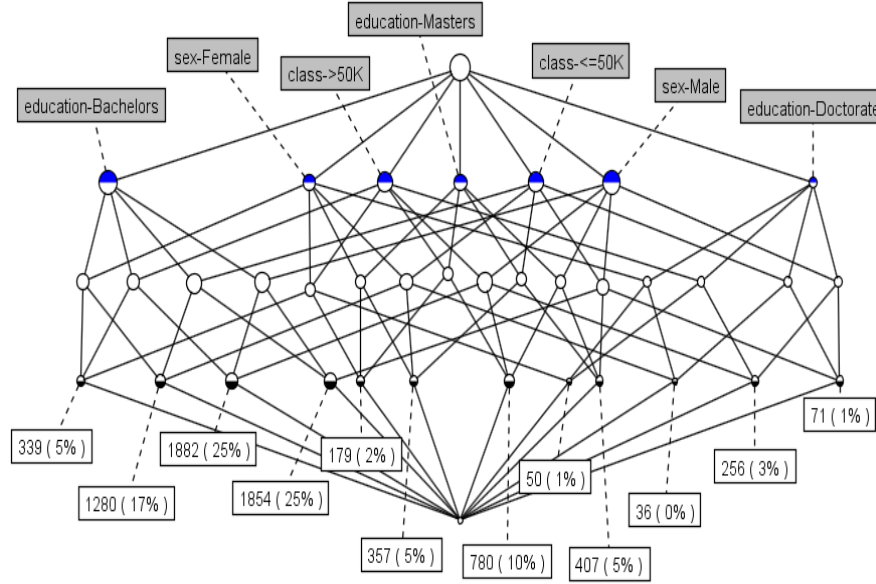 education-Masters
sex-Female
class->50K
class-<=50K
sex-Male
education-Bachelors
education-Doctorate
71 ( 1% )
339 ( 5% )
1882 ( 25% )
179 ( 2% )
256 ( 3% )
50 ( 1% )
1280 ( 17% )
1854 ( 25% )
36 ( 0% )
357 ( 5% )
780 ( 10% )
407 ( 5% )